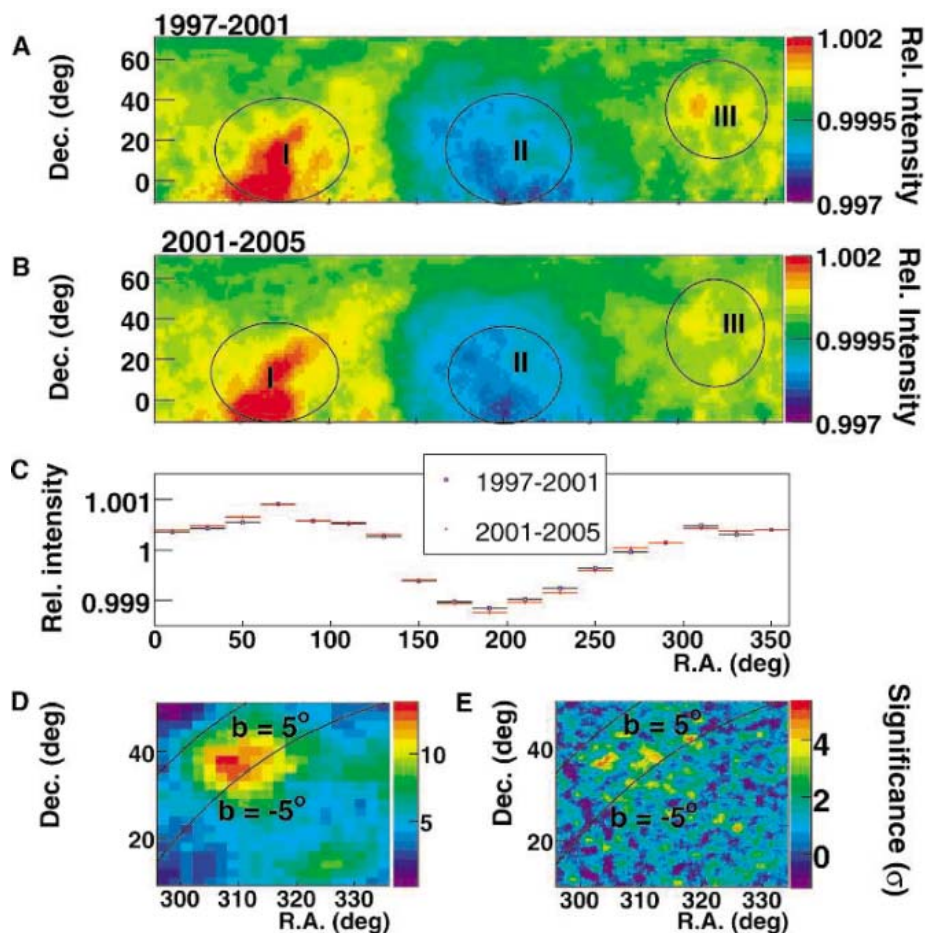 1997-2001
A
Dec. (deg)
60
40
20
0
I
II
III
1.002
0.9995
0.997
Rel. Intensity
2001-2005
B
Dec. (deg)
60
40
20
0
I
II
III
1.002
0.9995
0.997
Rel. Intensity
C
Rel. intensity
1.001
1
0.999
1997-2001
2001-2005
0 50 100 150 200 250 300 350
R.A. (deg)
D
Dec. (deg)
40
20
b = 5°
b = -5°
10
5
300 310 320 330
R.A. (deg)
E
Dec. (deg)
40
20
b = 5°
b = -5°
4
2
0
Significance (σ)
300 310 320 330
R.A. (deg)